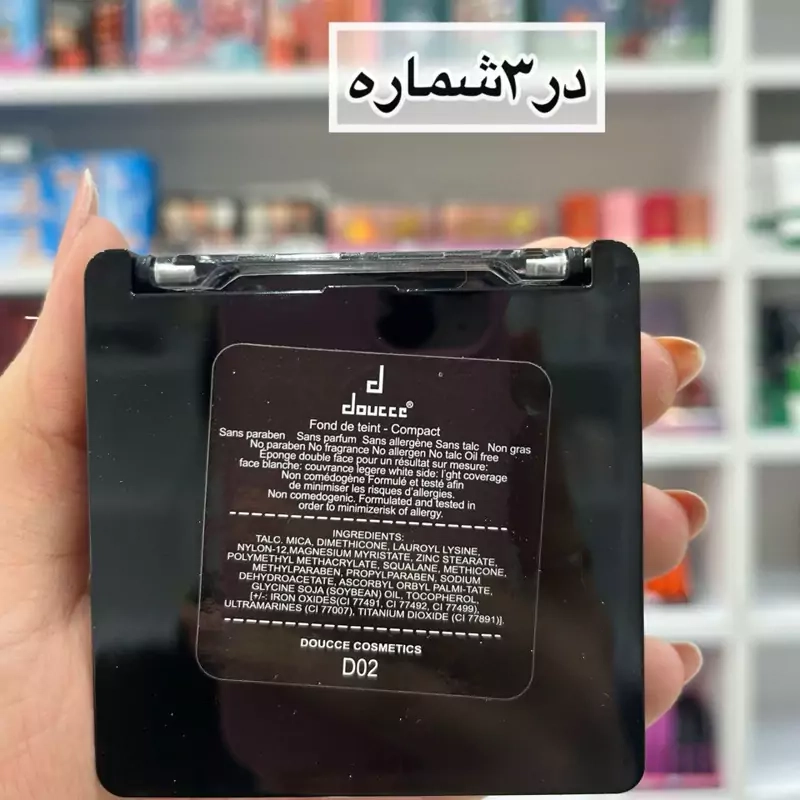 در۳شماره
d
doucce®
Fond de teint - Compact
Sans paraben Sans parfum Sans allergène Sans talc Non gras
No paraben No fragrance No allergen No talc Oil free
Éponge double face pour un résultat sur mesure:
face blanche: couvrance legere white side: l'ght coverage
Non comédogène Formulé et testé afin
de minimiser les risques d'allergies.
Non comedogenic. Formulated and tested in
order to minimizerisk of allergy.
INGREDIENTS:
TALC. MICA, DIMETHICONE, LAUROYL LYSINE,
NYLON-12,MAGNESIUM MYRISTATE, ZINC STEARATE,
POLYMETHYL METHACRYLATE, SQUALANE, METHICONE,
METHYLPARABEN, PROPYLPARABEN, SODIUM
DEHYDROACETATE, ASCORBYL ORBYL PALMI-TATE,
GLYCINE SOJA (SOYBEAN) OIL, TOCOPHEROL,
[+/-: IRON OXIDES(CI 77491, CI 77492, CI 77499),
ULTRAMARINES (CI 77007), TITANIUM DIOXIDE (CI 77891)].
DOUCCE COSMETICS
D02